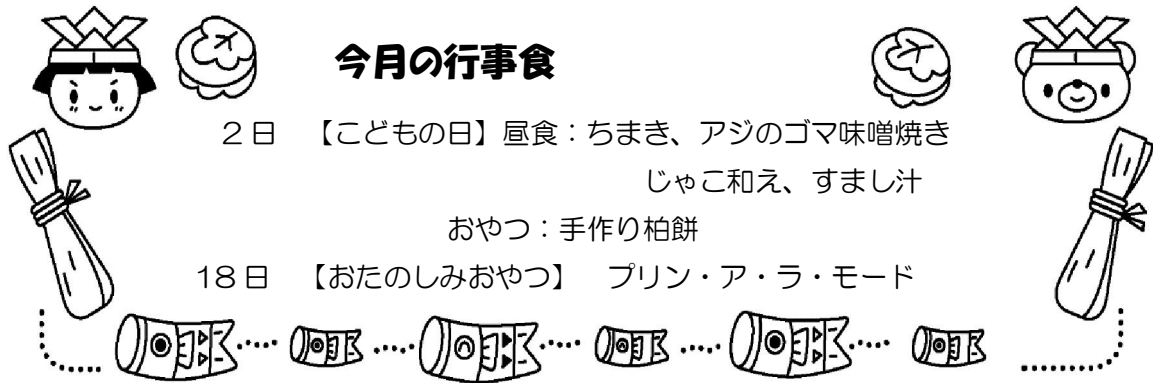 今月の行事食
2日　【こどもの日】昼食：ちまき、アジのゴマ味噌焼き
じゃこ和え、すまし汁
おやつ：手作り柏餅
18日　【おたのしみおやつ】　プリン・ア・ラ・モード